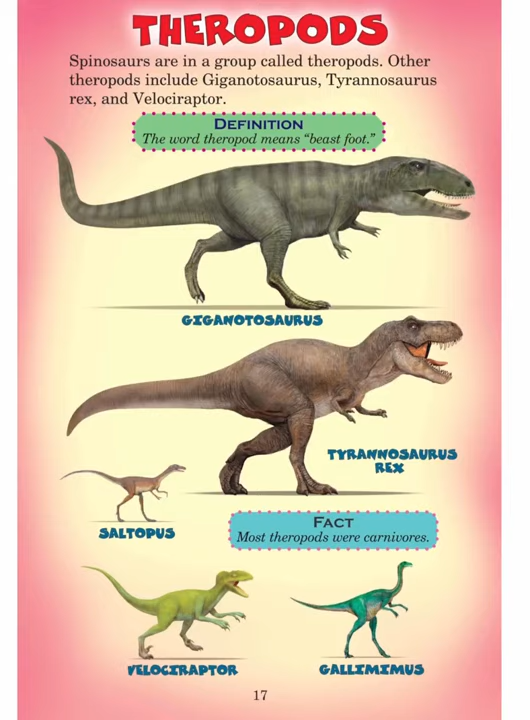 THEROPODS
Spinosaurs are in a group called theropods. Other
theropods include Giganotosaurus, Tyrannosaurus
rex, and Velociraptor.
DEFINITION
The word theropod means “beast foot.”
GIGANOTOSAURUS
TYRANNOSAURUS
REX
SALTOPUS
FACT
Most theropods were carnivores.
VELOCIRAPTOR
GALLIMIMUS
17